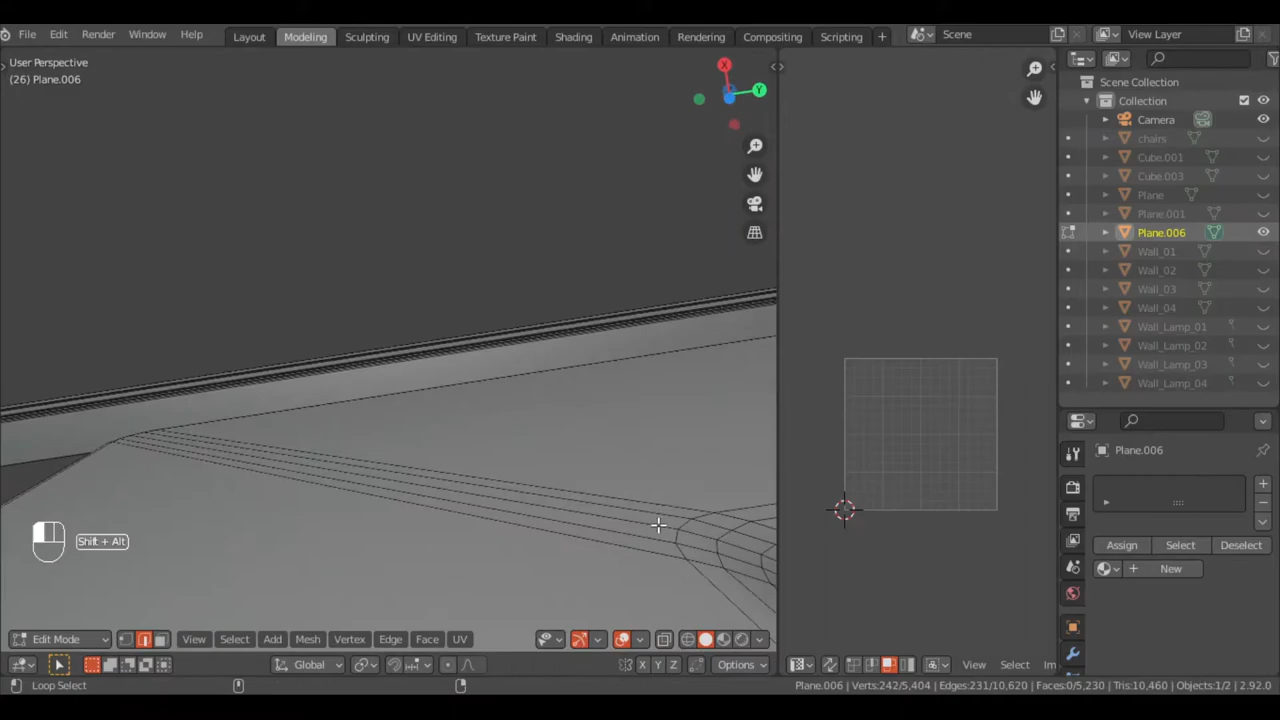 File Edit Render Window Help Layout Modeling Sculpting UV Editing Texture Paint Shading Animation Rendering Compositing Scripting + Scene View Layer
User Perspective
(26) Plane.006
X
Y
Scene Collection
Collection
Camera
chairs
Cube.001
Cube.003
Plane
Plane.001
Plane.006
Wall_01
Wall_02
Wall_03
Wall_04
Wall_Lamp_01
Wall_Lamp_02
Wall_Lamp_03
Wall_Lamp_04
Plane.006
Assign Select Deselect
New
Shift + Alt
Edit Mode View Select Add Mesh Vertex Edge Face UV
Global X Y Z Options View Select Im
Loop Select Plane.006 | Verts:242/5,404 | Edges:231/10,620 | Faces:0/5,230 | Tris:10,460 | Objects:1/2 | 2.92.0